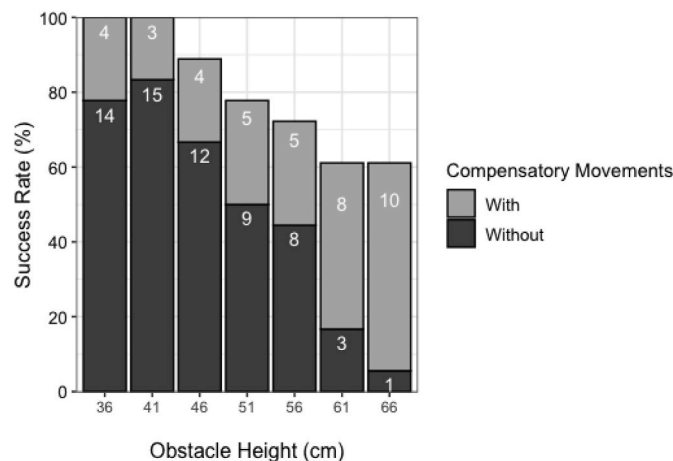 100
80
60
40
20
0
Success Rate (%)
4 3 4 5 5 8 10
14 15 12 9 8 3 1
36 41 46 51 56 61 66
Obstacle Height (cm)
Compensatory Movements
With
Without